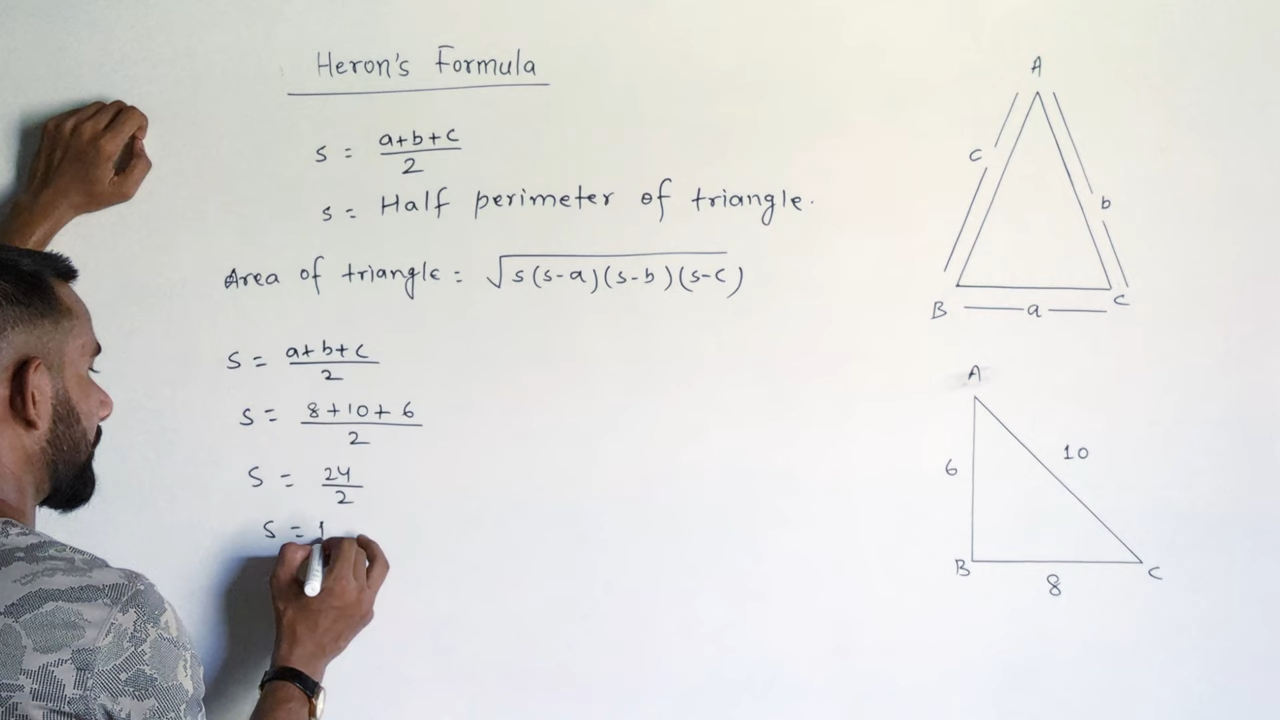 Heron's Formula
s = a+b+c/2
s = Half perimeter of triangle.
Area of triangle = √s(s-a)(s-b)(s-c)
S = a+b+c/2
S = 8+10+6/2
S = 24/2
S = 1
A
c
b
B
a
C
A
6
10
B
8
C